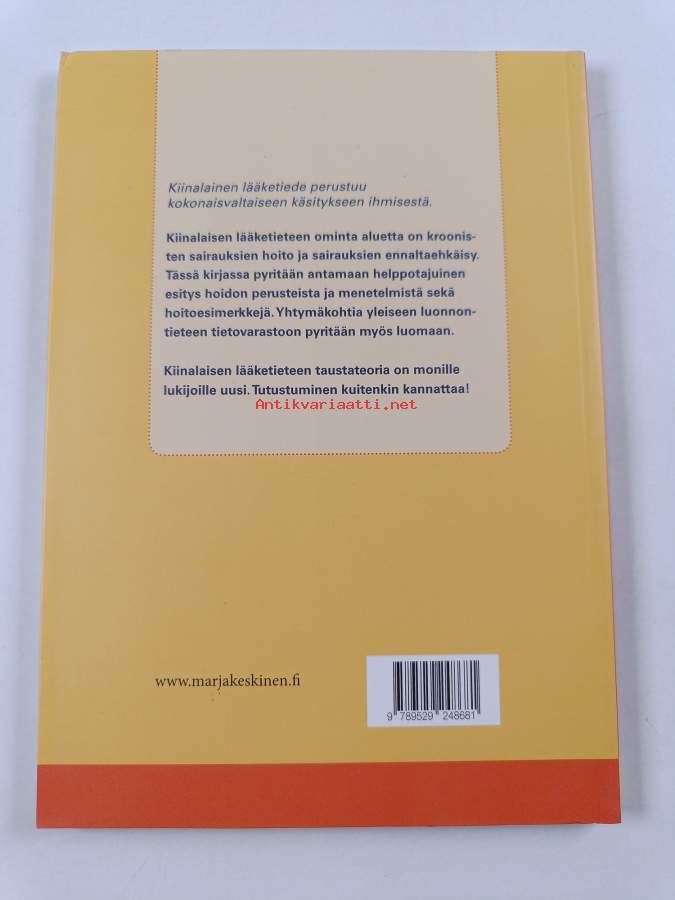 Kiinalainen lääketiede perustuu
kokonaisvaltaiseen käsitykseen ihmisestä.
Kiinalaisen lääketieteen ominta aluetta on kroonis-
ten sairauksien hoito ja sairauksien ennaltaehkäisy.
Tässä kirjassa pyritään antamaan helppotajuinen
esitys hoidon perusteista ja menetelmistä sekä
hoitoesimerkkejä. Yhtymäkohtia yleiseen luonnon-
tieteen tietovarastoon pyritään myös luomaan.
Kiinalaisen lääketieteen taustateoria on monille
lukijoille uusi. Tutustuminen kuitenkin kannattaa!
Antikvariaatti.net
www.marjakeskinen.fi
9 789529 248681